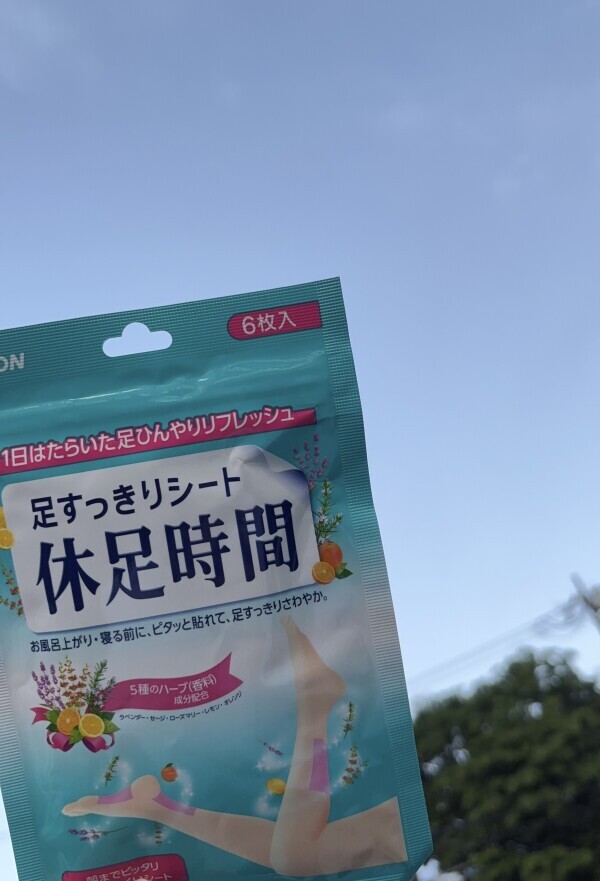 ON
6枚入
1日はたらいた足ひんやりリフレッシュ
足すっきりシート
休足時間
お風呂上がり・寝る前に、ピタッと貼れて、足すっきりさわやか。
5種のハーブ(香料)
成分配合
ラベンダー・セージ・ローズマリー・レモン・オレンジ
朝までピッタリ
シート